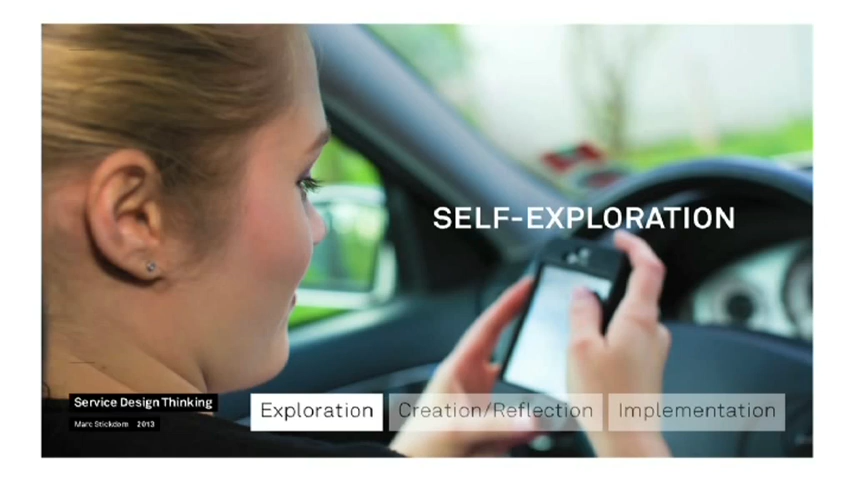 SELF-EXPLORATION
Service Design Thinking
Marc Stickdorn 2013
Exploration
Creation/Reflection
Implementation